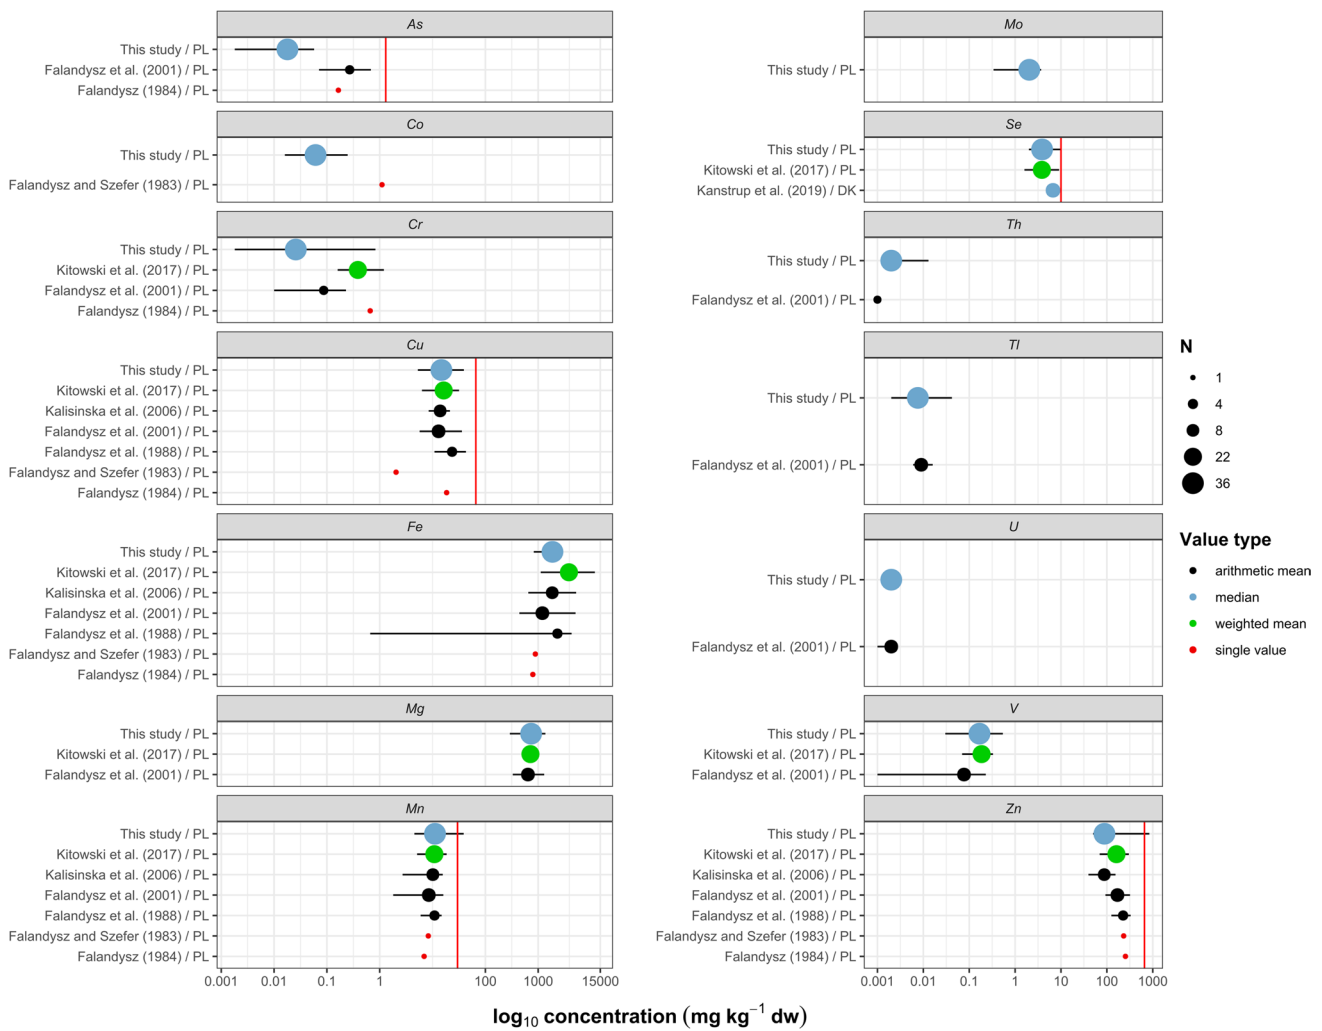 As
This study / PL
Falandysz et al. (2001) / PL
Falandysz (1984) / PL
Co
This study / PL
Falandysz and Szefer (1983) / PL
Cr
This study / PL
Kitowski et al. (2017) / PL
Falandysz et al. (2001) / PL
Falandysz (1984) / PL
Cu
This study / PL
Kitowski et al. (2017) / PL
Kalisinska et al. (2006) / PL
Falandysz et al. (2001) / PL
Falandysz et al. (1988) / PL
Falandysz and Szefer (1983) / PL
Falandysz (1984) / PL
Fe
This study / PL
Kitowski et al. (2017) / PL
Kalisinska et al. (2006) / PL
Falandysz et al. (2001) / PL
Falandysz et al. (1988) / PL
Falandysz and Szefer (1983) / PL
Falandysz (1984) / PL
Mg
This study / PL
Kitowski et al. (2017) / PL
Falandysz et al. (2001) / PL
Mn
This study / PL
Kitowski et al. (2017) / PL
Kalisinska et al. (2006) / PL
Falandysz et al. (2001) / PL
Falandysz et al. (1988) / PL
Falandysz and Szefer (1983) / PL
Falandysz (1984) / PL
0.001 0.01 0.1 1 100 1000 15000
Mo
This study / PL
Se
This study / PL
Kitowski et al. (2017) / PL
Kanstrup et al. (2019) / DK
Th
This study / PL
Falandysz et al. (2001) / PL
Tl
This study / PL
Falandysz et al. (2001) / PL
U
This study / PL
Falandysz et al. (2001) / PL
V
This study / PL
Kitowski et al. (2017) / PL
Falandysz et al. (2001) / PL
Zn
This study / PL
Kitowski et al. (2017) / PL
Kalisinska et al. (2006) / PL
Falandysz et al. (2001) / PL
Falandysz et al. (1988) / PL
Falandysz and Szefer (1983) / PL
Falandysz (1984) / PL
0.001 0.01 0.1 1 10 100 1000
log₁₀ concentration (mg kg⁻¹ dw)
N
1
4
8
22
36
Value type
arithmetic mean
median
weighted mean
single value